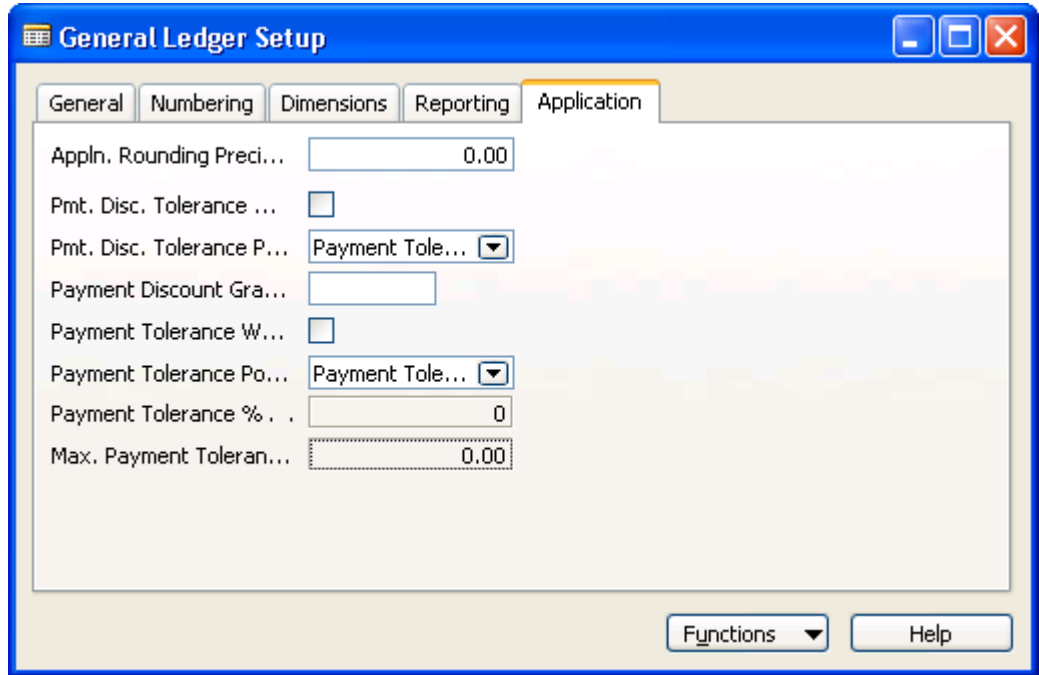 General Ledger Setup
General Numbering Dimensions Reporting Application
Appln. Rounding Preci... 0.00
Pmt. Disc. Tolerance ...
Pmt. Disc. Tolerance P... Payment Tole...
Payment Discount Gra...
Payment Tolerance W...
Payment Tolerance Po... Payment Tole...
Payment Tolerance % . . 0
Max. Payment Toleran... 0.00
Functions Help